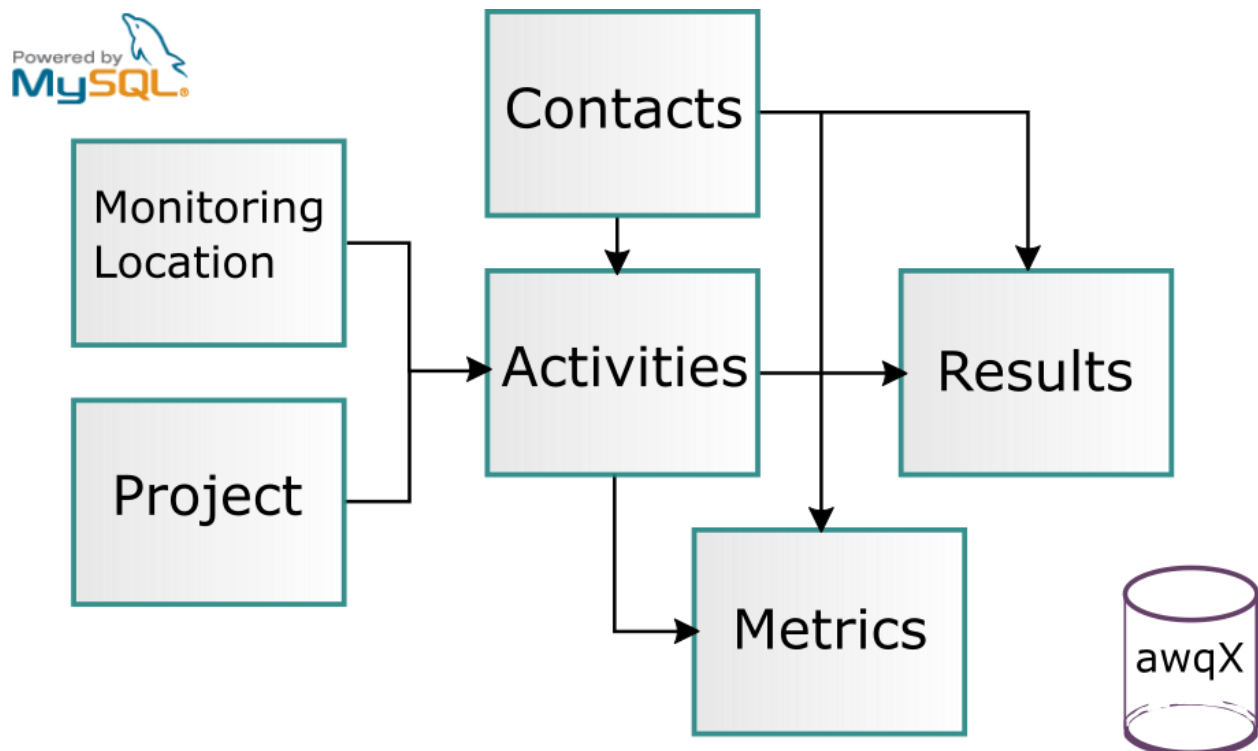 Powered by
MySQL®
Contacts
Monitoring
Location
Activities
Results
Project
Metrics
awqX